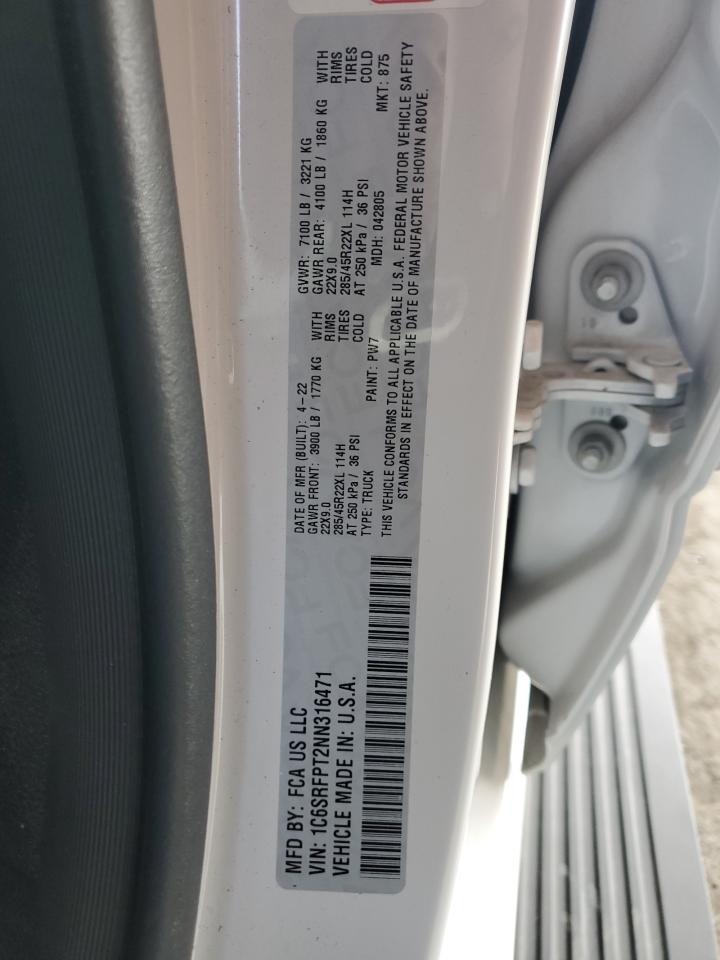 MFD BY: FCA US LLC
VIN: 1C6SRFPT2NN316471
VEHICLE MADE IN: U.S.A.
DATE OF MFR (BUILT): 4-22 GVWR: 7100 LB / 3221 KG
GAWR FRONT: 3900 LB / 1770 KG WITH GAWR REAR: 4100 LB / 1860 KG WITH
22X9.0 RIMS 22X9.0 RIMS
285/45R22XL 114H TIRES 285/45R22XL 114H TIRES
AT 250 kPa / 36 PSI COLD AT 250 kPa / 36 PSI COLD
TYPE: TRUCK PAINT: PW7 MDH: 042805 MKT: 875
THIS VEHICLE CONFORMS TO ALL APPLICABLE U.S.A. FEDERAL MOTOR VEHICLE SAFETY
STANDARDS IN EFFECT ON THE DATE OF MANUFACTURE SHOWN ABOVE.